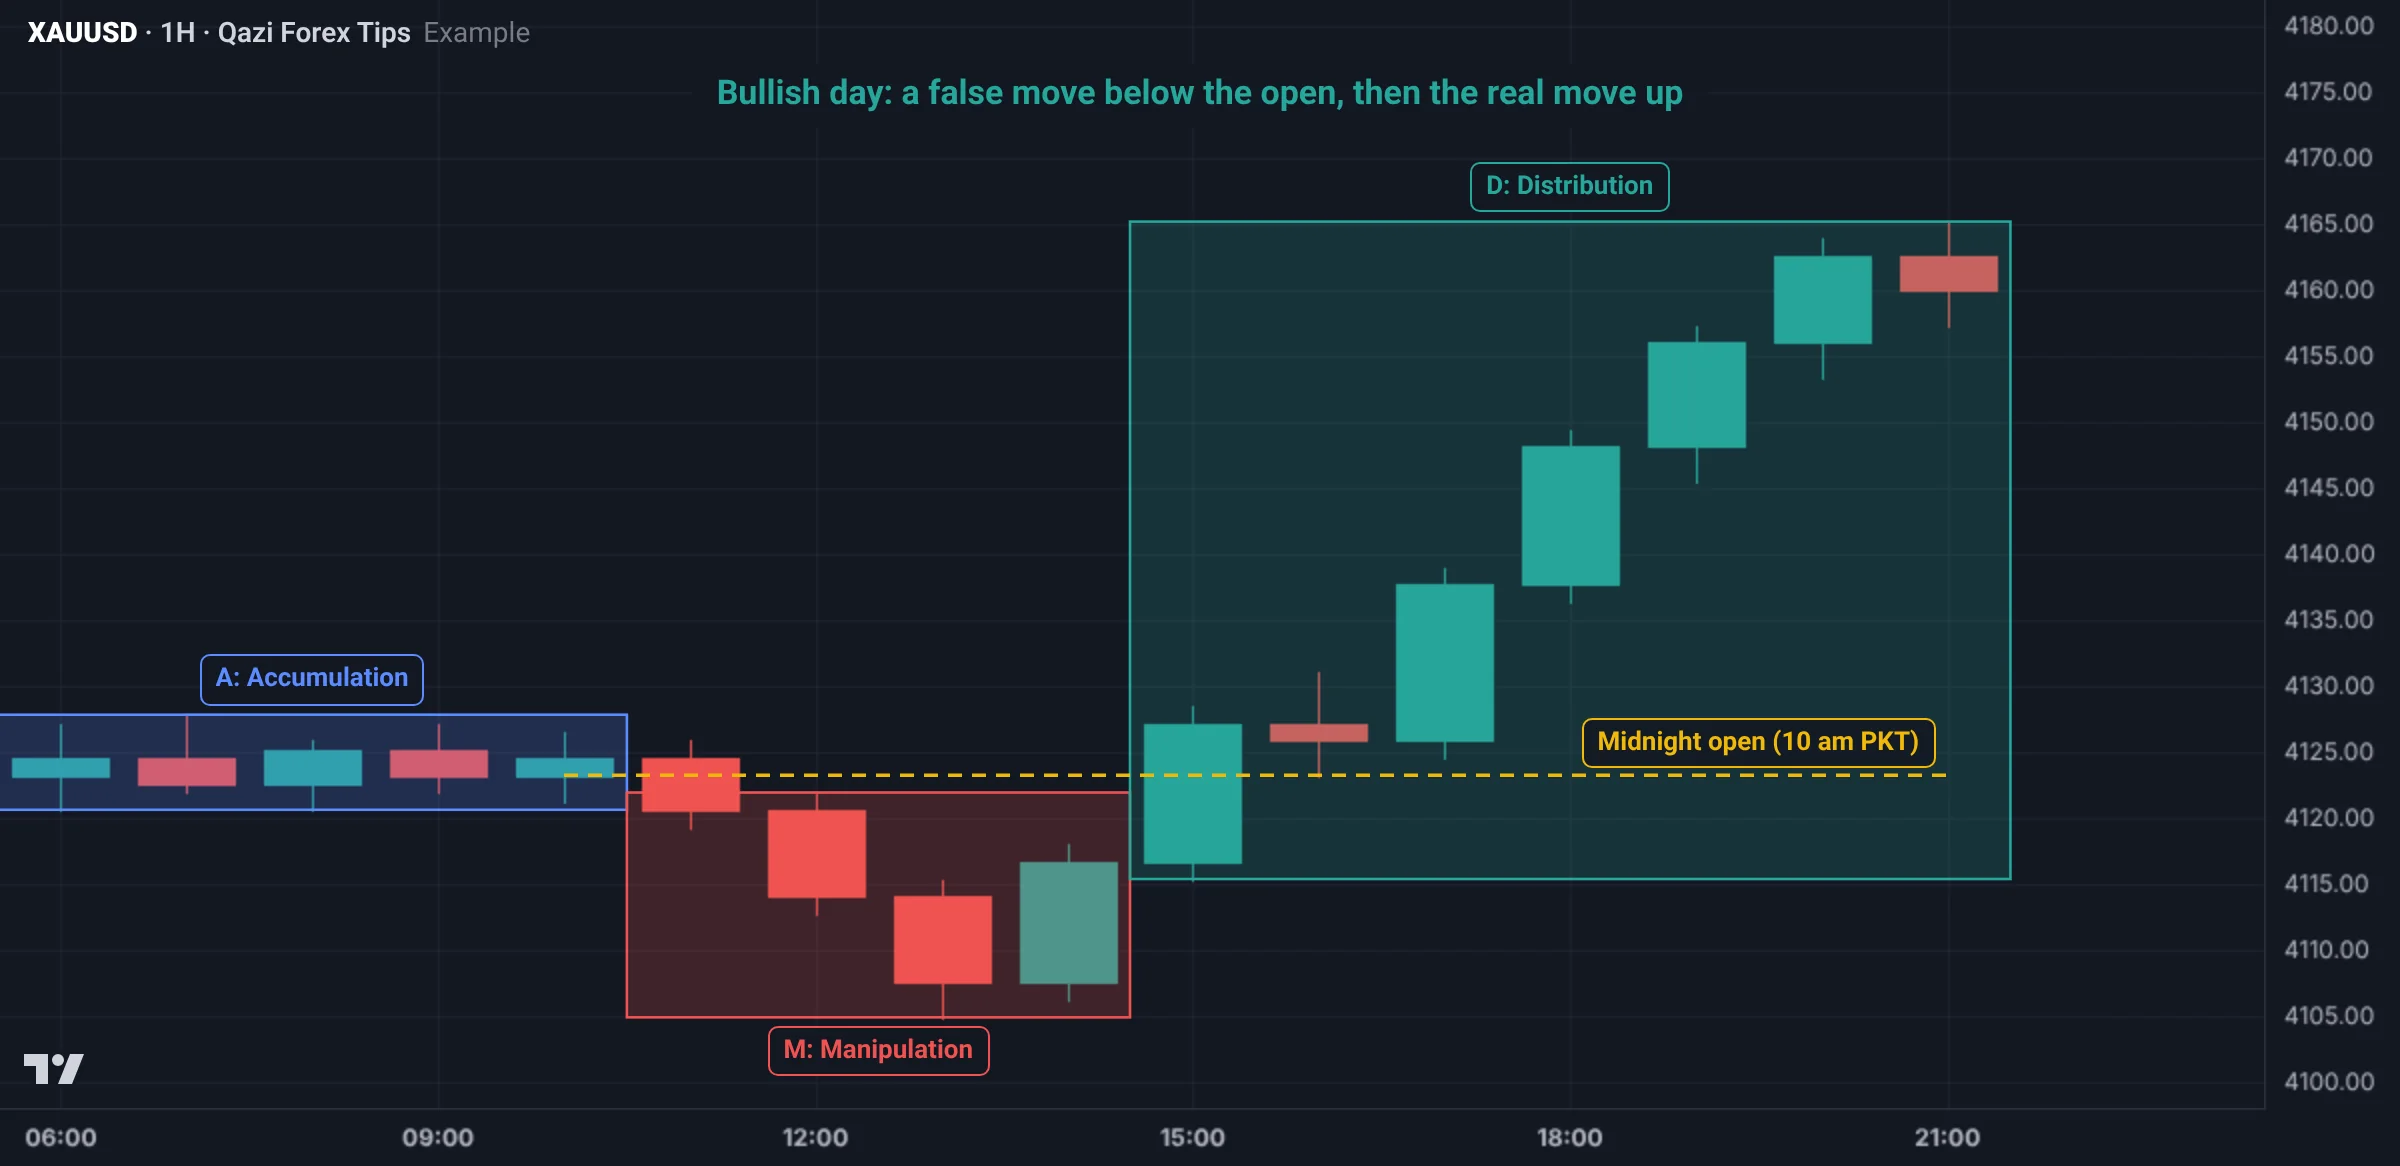 XAUUSD · 1H · Qazi Forex Tips Example
Bullish day: a false move below the open, then the real move up
D: Distribution
A: Accumulation
Midnight open (10 am PKT)
M: Manipulation
4180.00
4175.00
4170.00
4165.00
4160.00
4155.00
4150.00
4145.00
4140.00
4135.00
4130.00
4125.00
4120.00
4115.00
4110.00
4105.00
4100.00
06:00 09:00 12:00 15:00 18:00 21:00